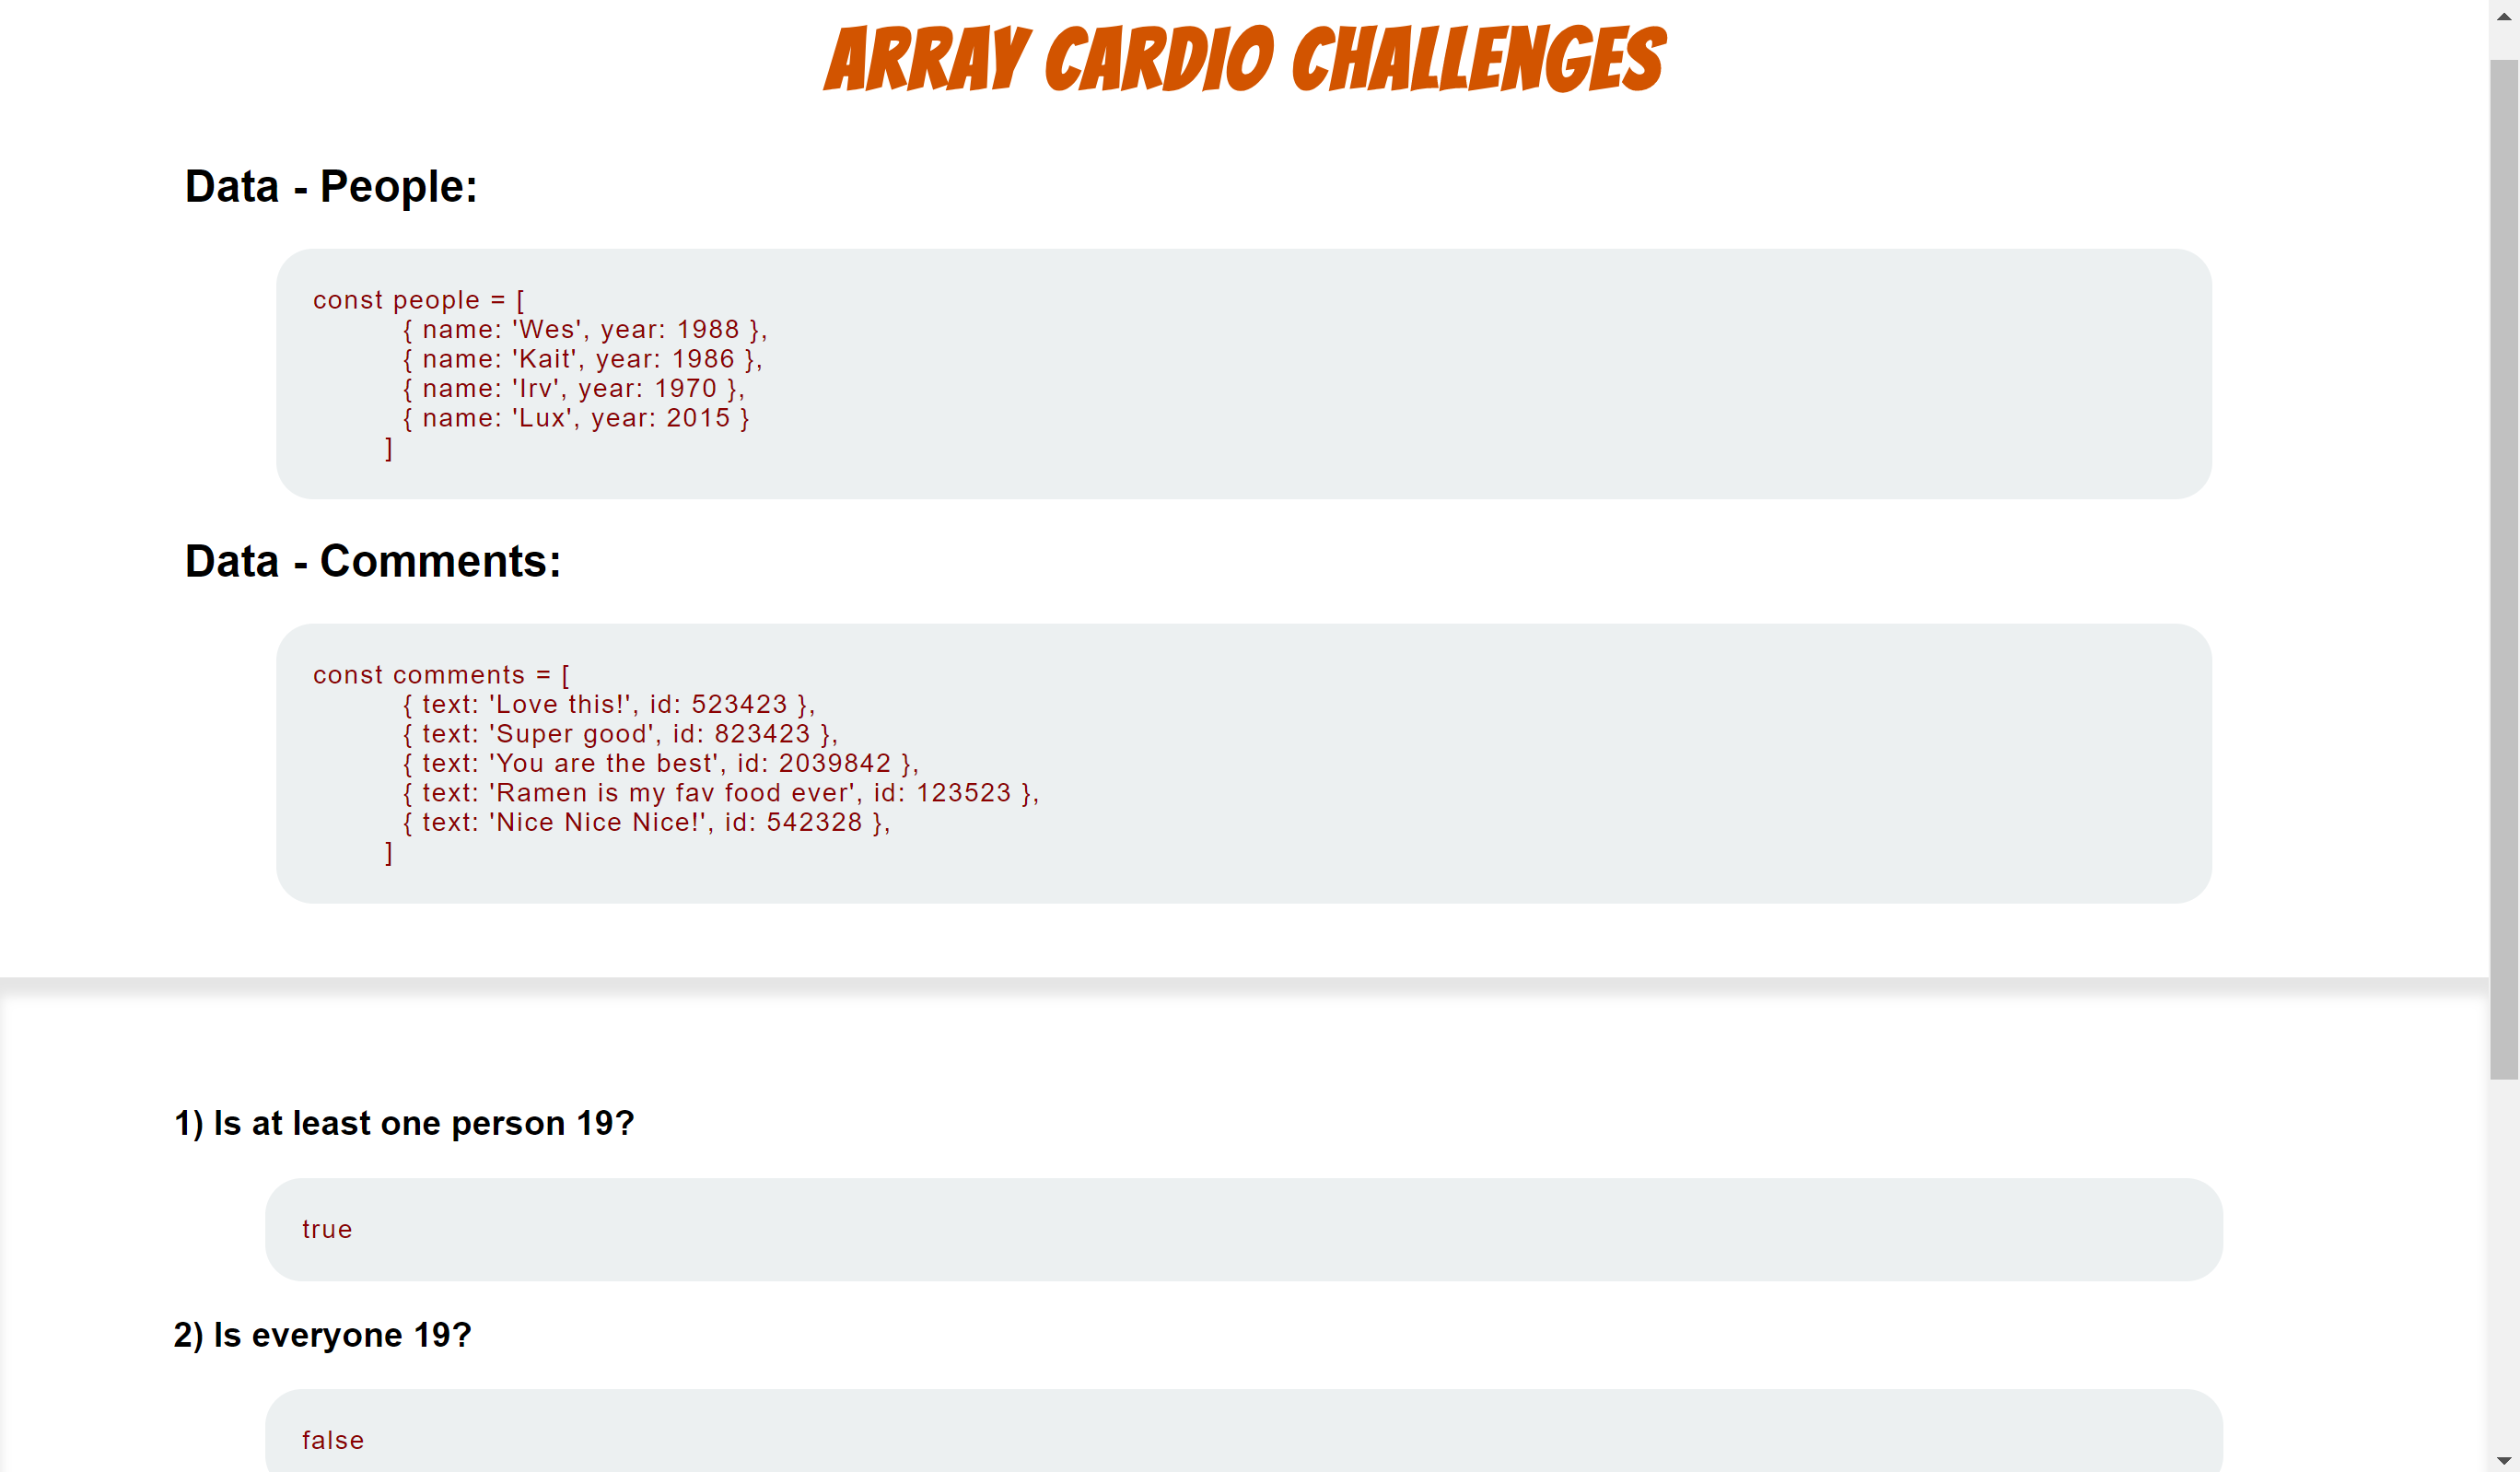 ARRAY CARDIO CHALLENGES
Data - People:
const people = [
{ name: 'Wes', year: 1988 },
{ name: 'Kait', year: 1986 },
{ name: 'Irv', year: 1970 },
{ name: 'Lux', year: 2015 }
]
Data - Comments:
const comments = [
{ text: 'Love this!', id: 523423 },
{ text: 'Super good', id: 823423 },
{ text: 'You are the best', id: 2039842 },
{ text: 'Ramen is my fav food ever', id: 123523 },
{ text: 'Nice Nice Nice!', id: 542328 },
]
1) Is at least one person 19?
true
2) Is everyone 19?
false